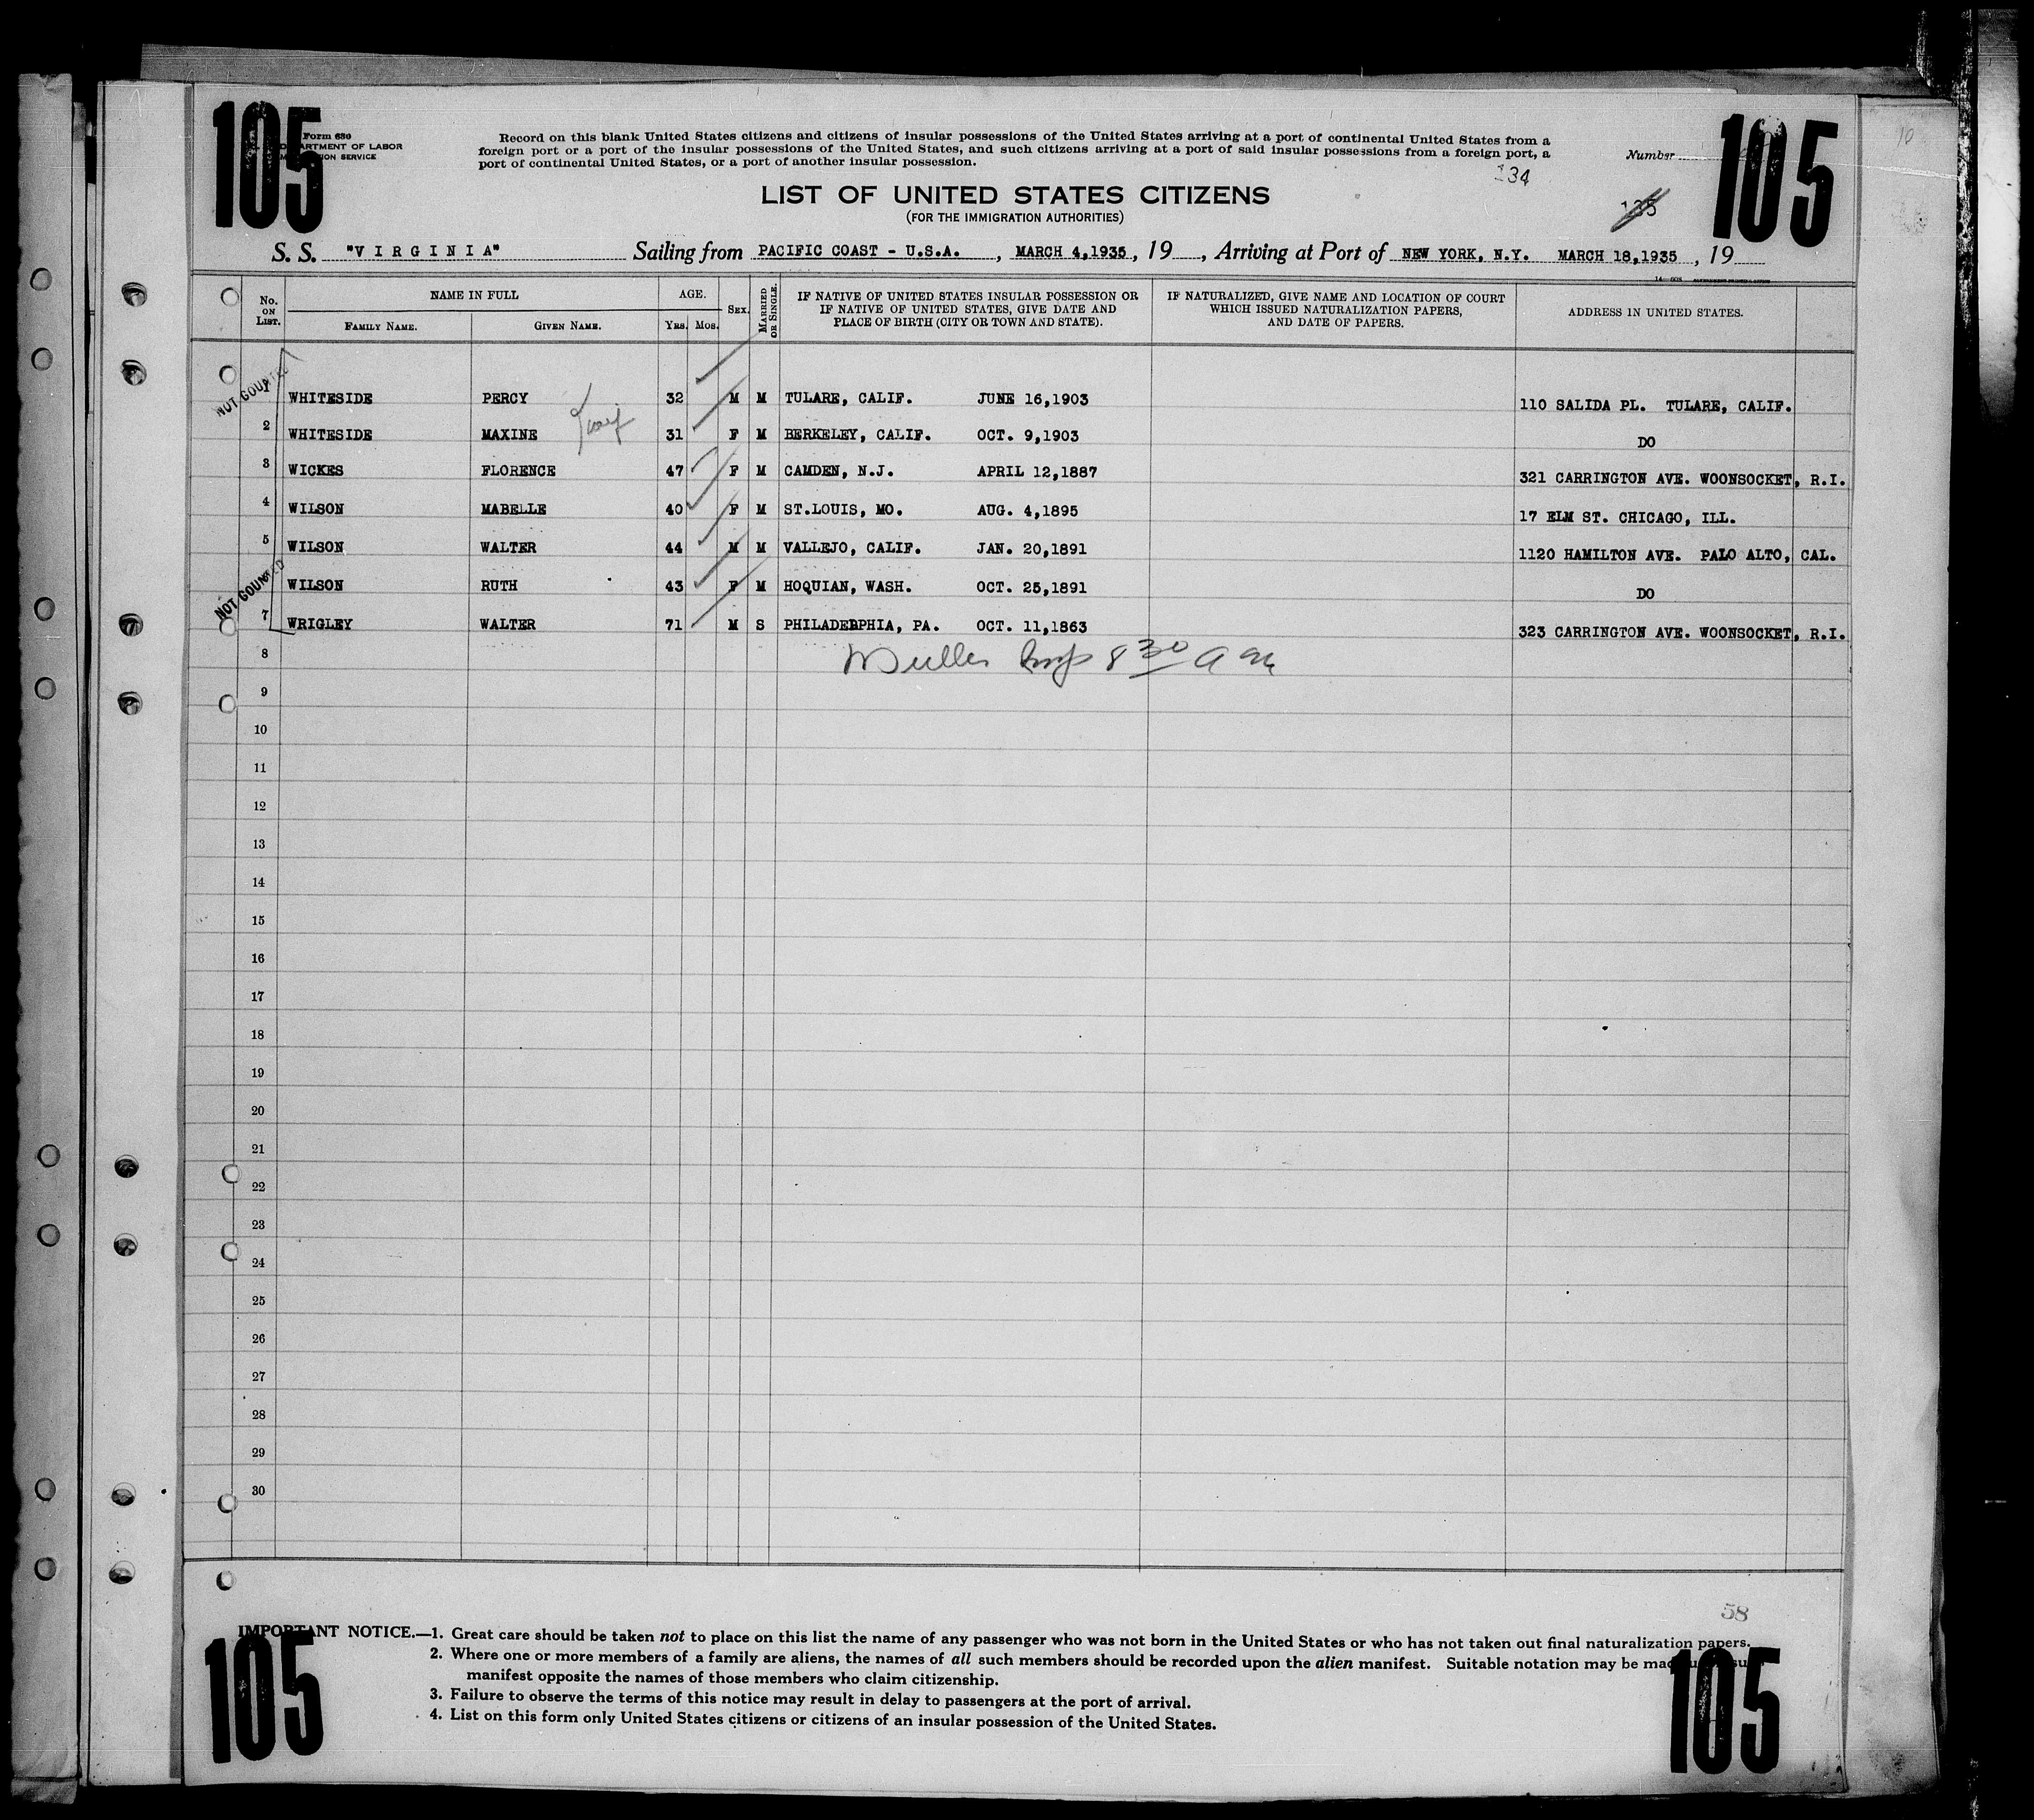 105
105
Form 630
DEPARTMENT OF LABOR
IMMIGRATION SERVICE
Record on this blank United States citizens and citizens of insular possessions of the United States arriving at a port of continental United States from a
foreign port or a port of the insular possessions of the United States, and such citizens arriving at a port of said insular possessions from a foreign port, a
port of continental United States, or a port of another insular possession.
Number
134
135
LIST OF UNITED STATES CITIZENS
(FOR THE IMMIGRATION AUTHORITIES)
S. S. "VIRGINIA" Sailing from PACIFIC COAST - U.S.A. , MARCH 4,1935 , 19 , Arriving at Port of NEW YORK, N.Y. MARCH 18,1935 , 19
No. ON LIST. NAME IN FULL AGE. SEX. MARRIED OR SINGLE. IF NATIVE OF UNITED STATES INSULAR POSSESSION OR IF NATIVE OF UNITED STATES, GIVE DATE AND PLACE OF BIRTH (CITY OR TOWN AND STATE). IF NATURALIZED, GIVE NAME AND LOCATION OF COURT WHICH ISSUED NATURALIZATION PAPERS, AND DATE OF PAPERS. ADDRESS IN UNITED STATES.
FAMILY NAME. GIVEN NAME. YRS. MOS.
NOT COUNTED
1 WHITESIDE PERCY 32 M M TULARE, CALIF. JUNE 16,1903 110 SALIDA PL. TULARE, CALIF.
2 WHITESIDE MAXINE 31 F M BERKELEY, CALIF. OCT. 9,1903 DO
3 WICKES FLORENCE 47 F M CAMDEN, N.J. APRIL 12,1887 321 CARRINGTON AVE. WOONSOCKET, R.I.
4 WILSON MABELLE 40 F M ST.LOUIS, MO. AUG. 4,1895 17 ELM ST. CHICAGO, ILL.
5 WILSON WALTER 44 M M VALLEJO, CALIF. JAN. 20,1891 1120 HAMILTON AVE. PALO ALTO, CAL.
NOT COUNTED
WILSON RUTH 43 F M HOQUIAN, WASH. OCT. 25,1891 DO
7 WRIGLEY WALTER 71 M S PHILADEPHIA, PA. OCT. 11,1863 323 CARRINGTON AVE. WOONSOCKET, R.I.
8 8 30 A M
9
10
11
12
13
14
15
16
17
18
19
20
21
22
23
24
25
26
27
28
29
30
58
IMPORTANT NOTICE.—1. Great care should be taken not to place on this list the name of any passenger who was not born in the United States or who has not taken out final naturalization papers.
2. Where one or more members of a family are aliens, the names of all such members should be recorded upon the alien manifest. Suitable notation may be made
manifest opposite the names of those members who claim citizenship.
3. Failure to observe the terms of this notice may result in delay to passengers at the port of arrival.
4. List on this form only United States citizens or citizens of an insular possession of the United States.
105
105